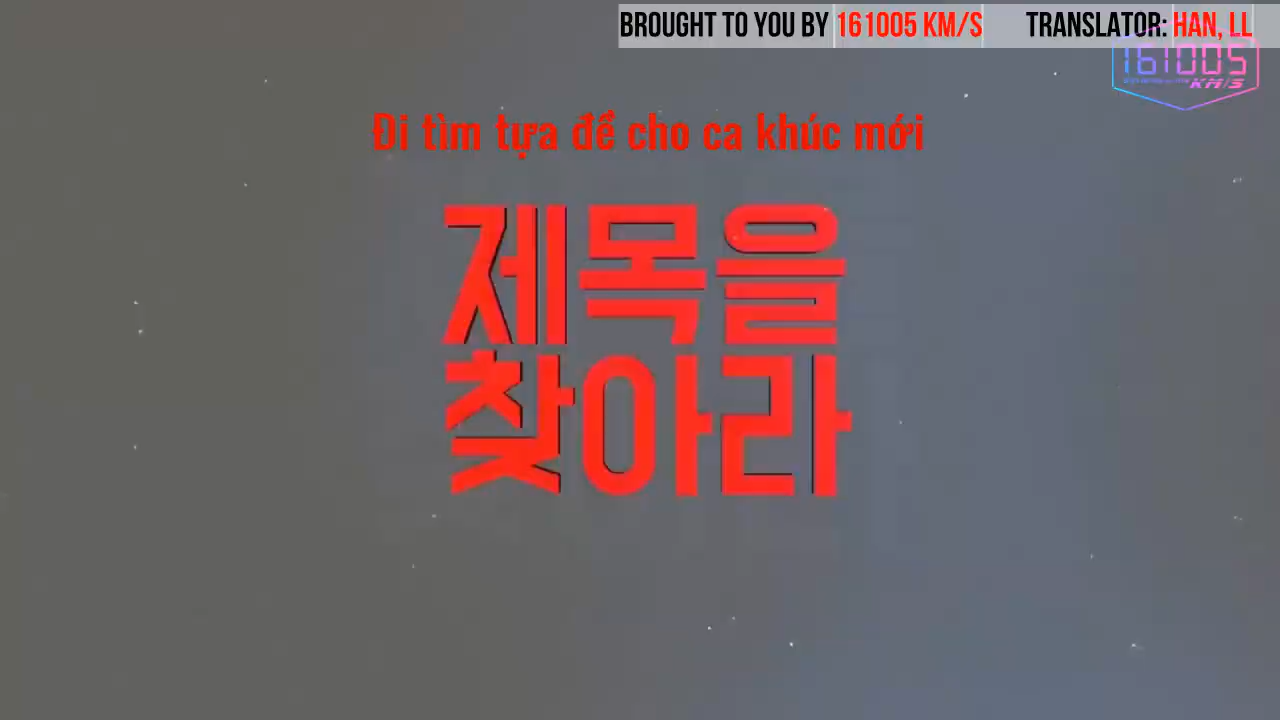 BROUGHT TO YOU BY 161005 KM/S TRANSLATOR: HAN, LL
161005
KM/S
Đi tìm tựa đề cho ca khúc mới
제목을
찾아라